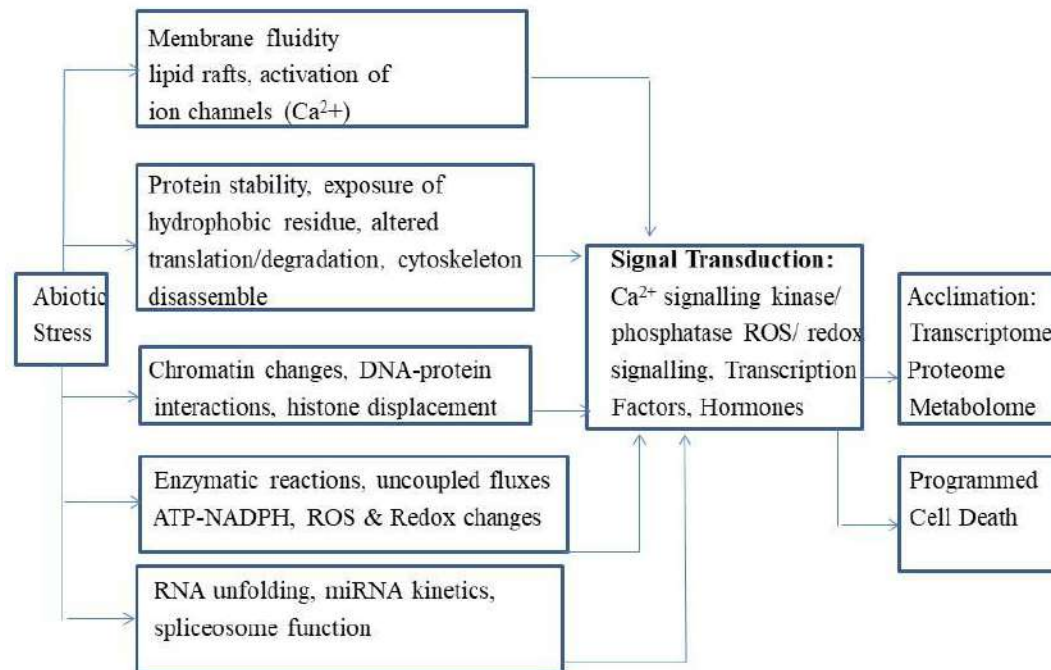 Membrane fluidity
lipid rafts, activation of
ion channels (Ca²+)
Protein stability, exposure of
hydrophobic residue, altered
translation/degradation, cytoskeleton
disassemble
Abiotic
Stress
Chromatin changes, DNA-protein
interactions, histone displacement
Enzymatic reactions, uncoupled fluxes
ATP-NADPH, ROS & Redox changes
RNA unfolding, miRNA kinetics,
spliceosome function
Signal Transduction:
Ca²⁺ signalling kinase/
phosphatase ROS/ redox
signalling, Transcription
Factors, Hormones
Acclimation:
Transcriptome
Proteome
Metabolome
Programmed
Cell Death